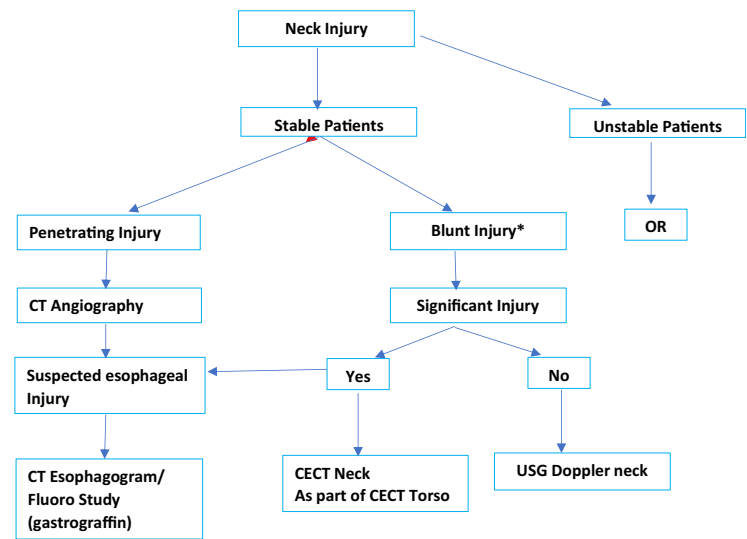 Neck Injury
Stable Patients
Unstable Patients
Penetrating Injury
Blunt Injury*
OR
CT Angiography
Significant Injury
Suspected esophageal
Injury
Yes
No
CT Esophagogram/
Fluoro Study
(gastrograffin)
CECT Neck
As part of CECT Torso
USG Doppler neck